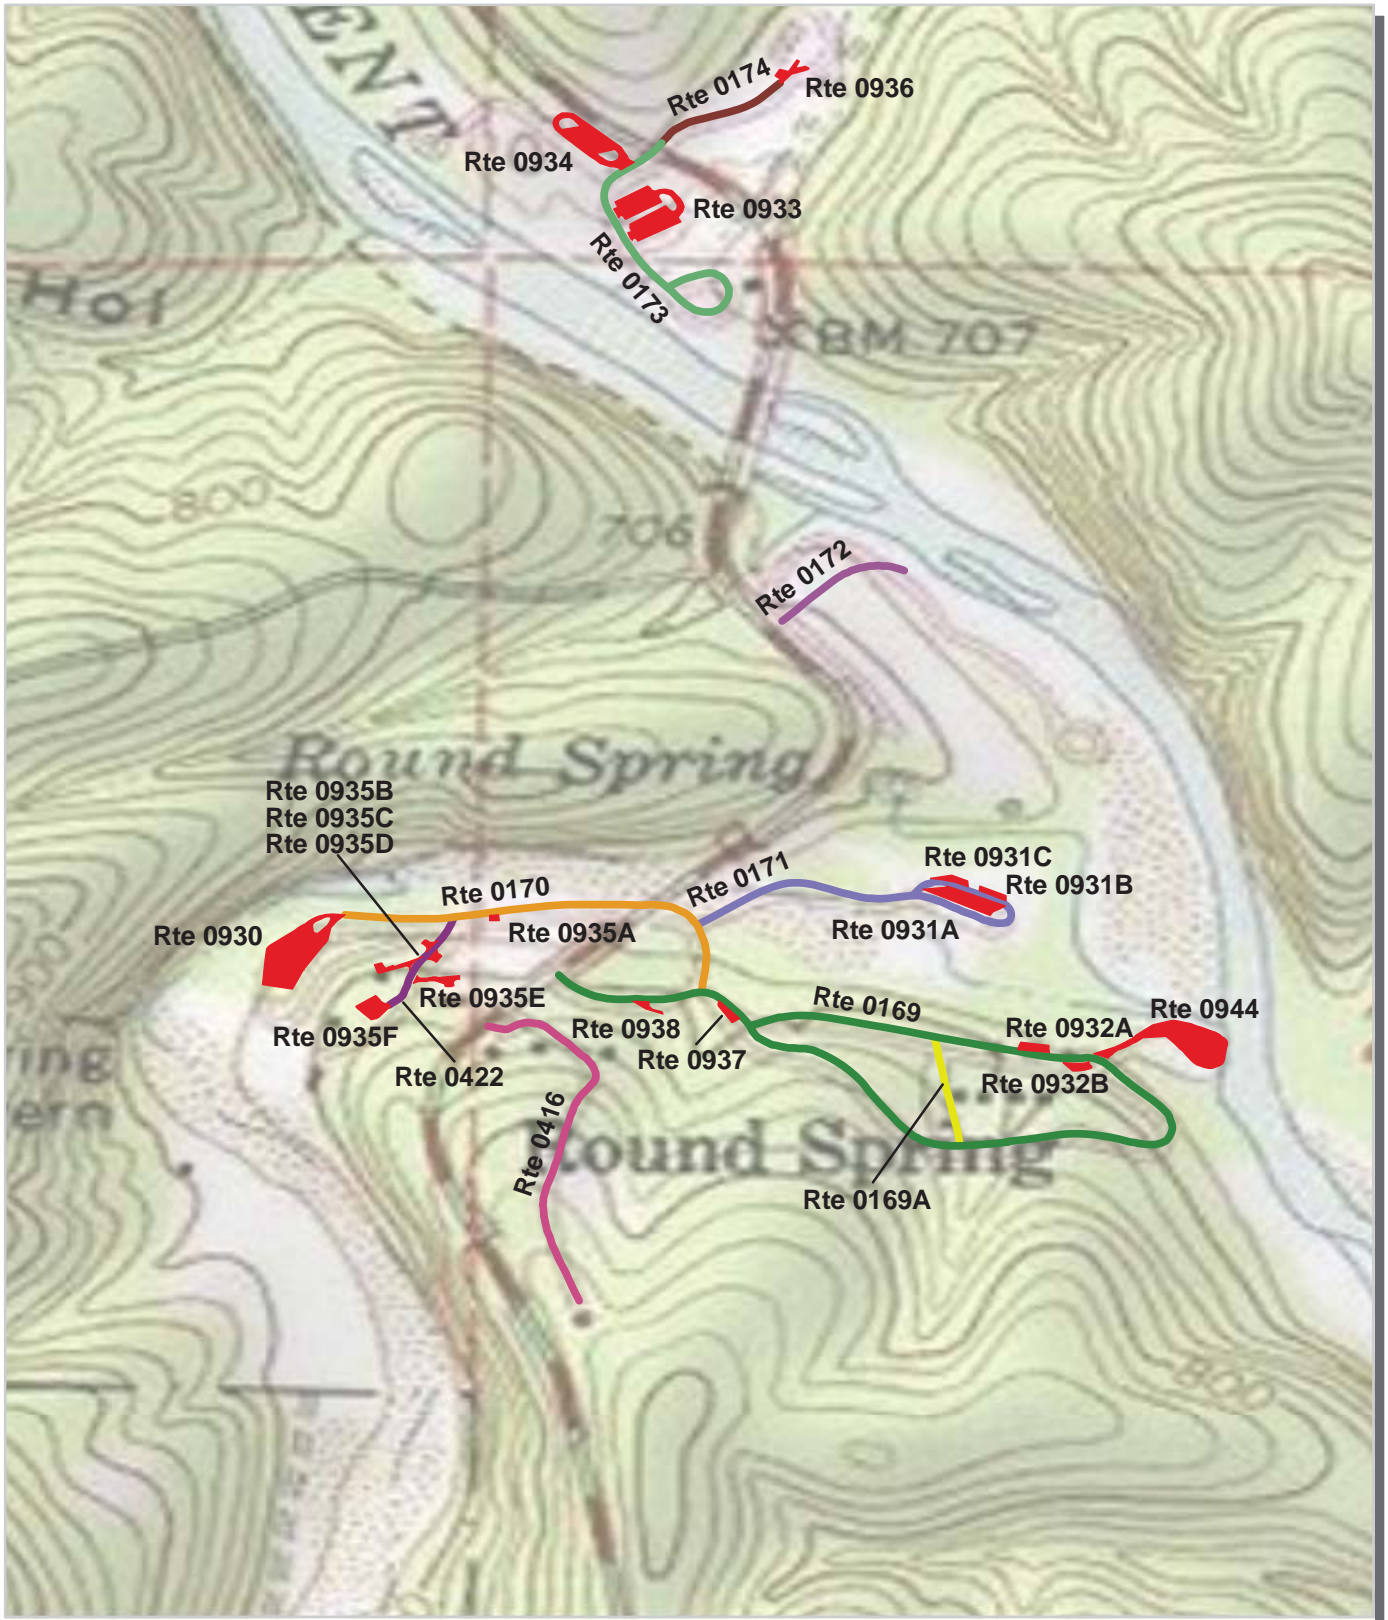 ENT
Rte 0174
Rte 0936
Rte 0934
Rte 0933
Rte 0173
Hol
BM 707
800
706
Rte 0172
Round Spring
Rte 0935B
Rte 0935C
Rte 0935D
Rte 0171
Rte 0931C
Rte 0931B
Rte 0170
Rte 0930
Rte 0935A
Rte 0931A
Rte 0935E
Rte 0169
Rte 0944
Rte 0938
Rte 0932A
Rte 0935F
Rte 0937
Rte 0422
Rte 0932B
Rte 0416
ound Spring
Rte 0169A
800